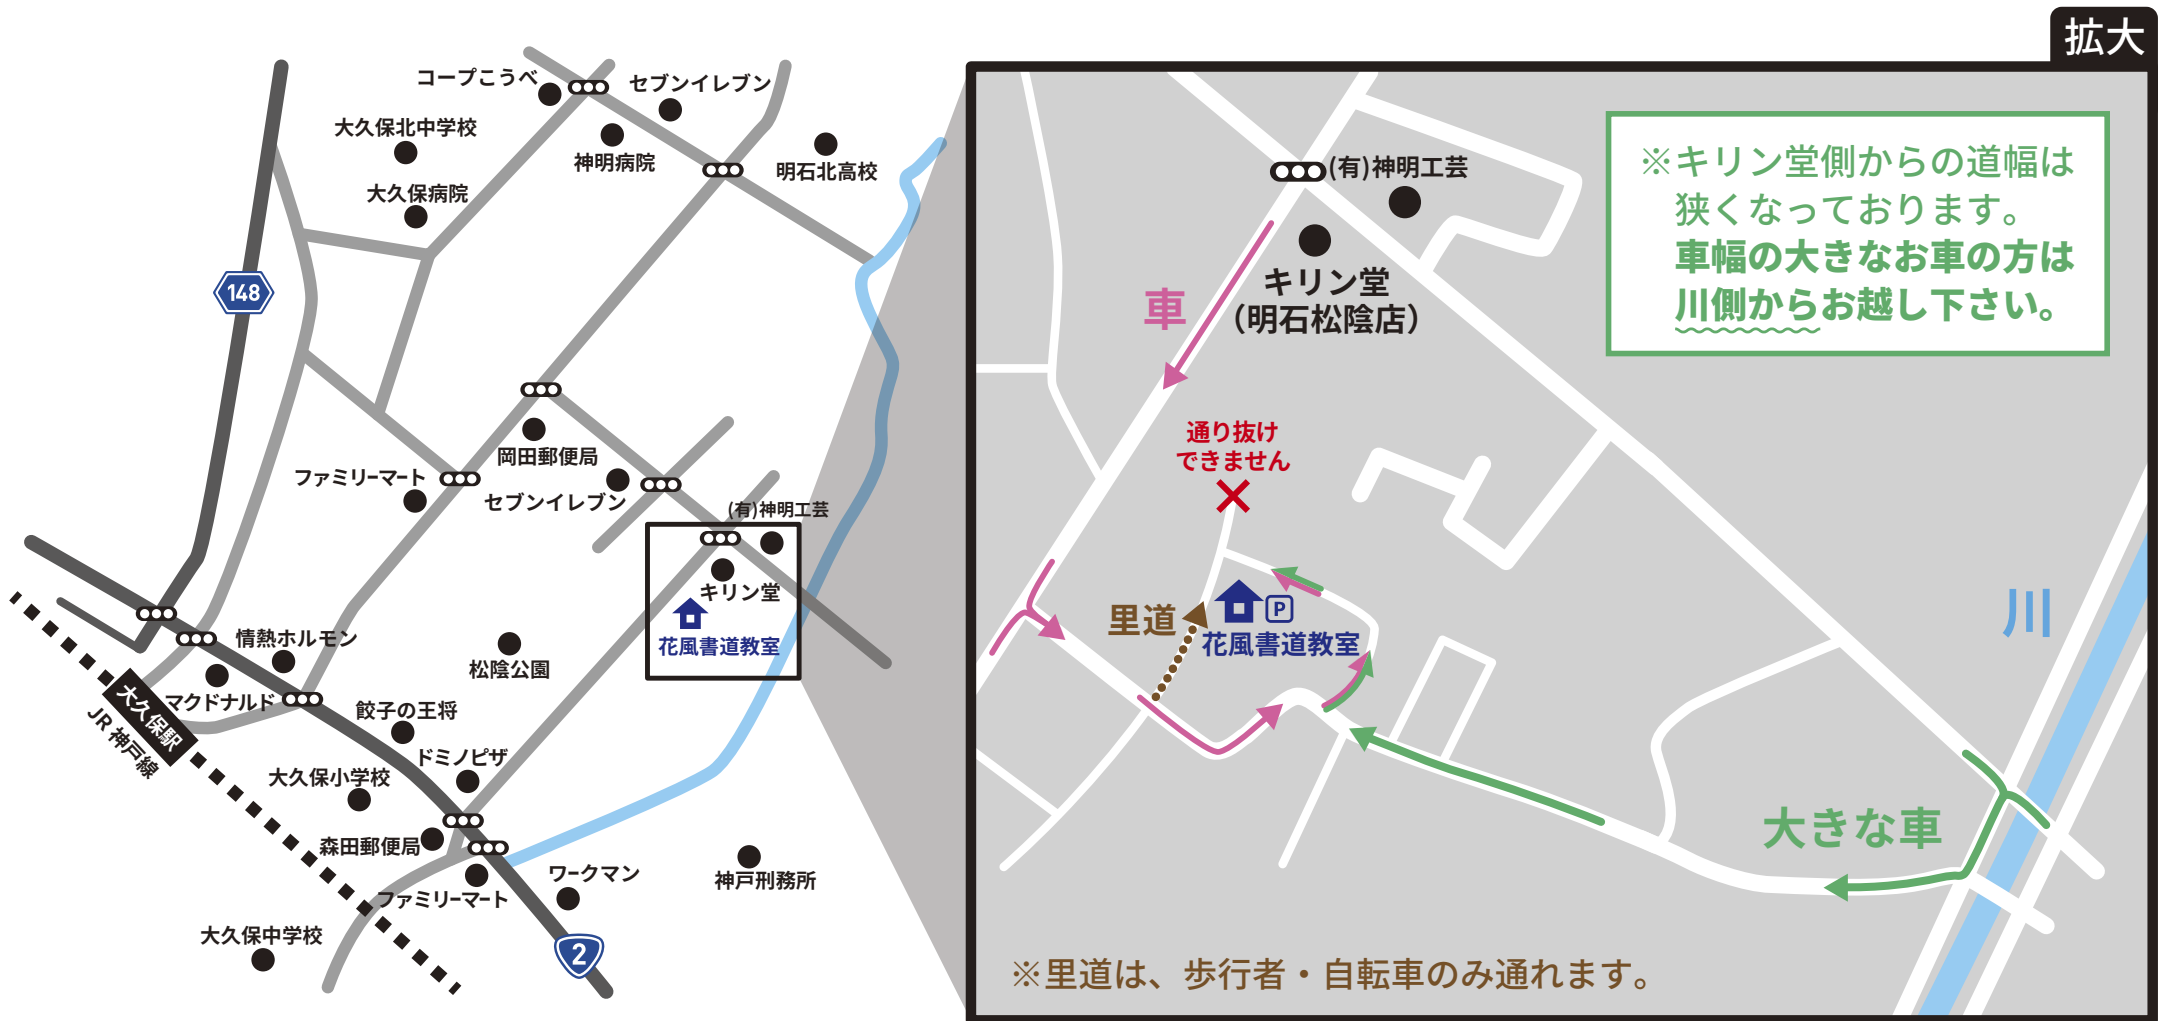 拡大
コープこうべ
セブンイレブン
大久保北中学校
神明病院
明石北高校
大久保病院
148
岡田郵便局
ファミリーマート
セブンイレブン
(有)神明工芸
キリン堂
花風書道教室
情熱ホルモン
松陰公園
マクドナルド
大久保駅
JR 神戸線
餃子の王将
ドミノピザ
大久保小学校
森田郵便局
ファミリーマート
ワークマン
神戸刑務所
大久保中学校
2
(有)神明工芸
キリン堂
(明石松陰店)
車
通り抜け
できません
里道
P
花風書道教室
※キリン堂側からの道幅は
狭くなっております。
車幅の大きなお車の方は
川側からお越し下さい。
川
大きな車
※里道は、歩行者・自転車のみ通れます。